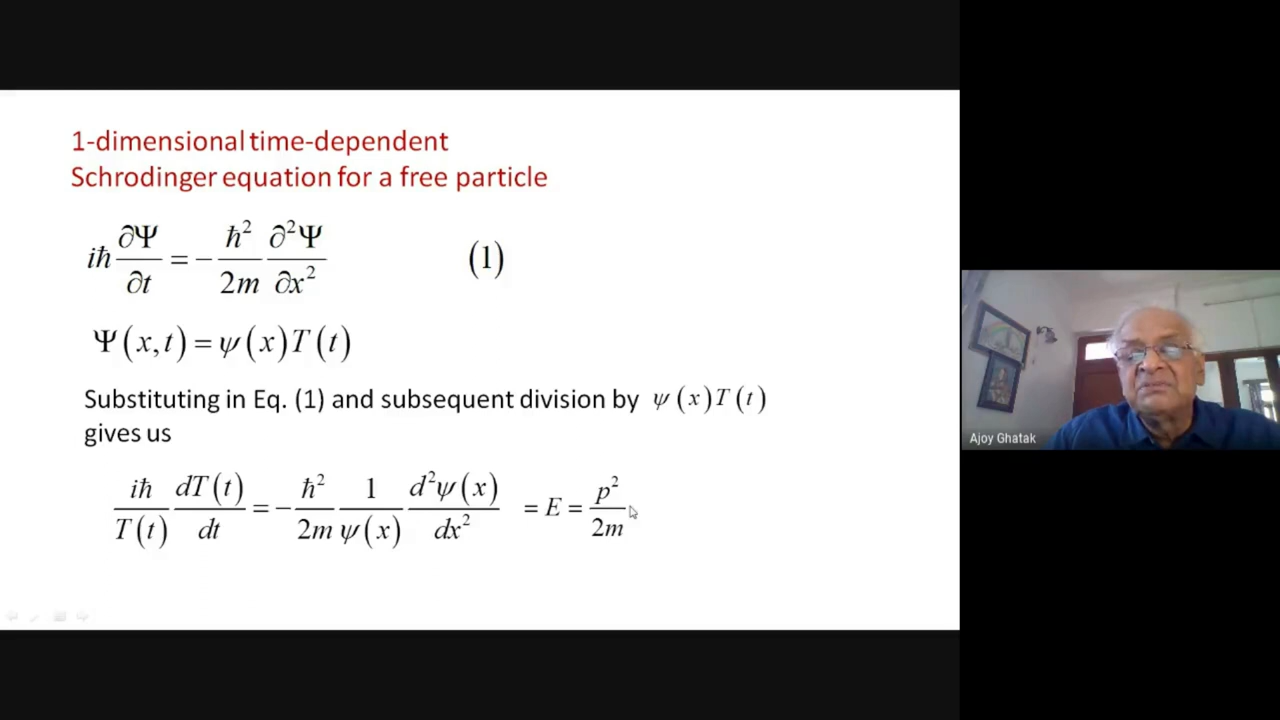 1-dimensional time-dependent
Schrodinger equation for a free particle
iħ ∂Ψ/∂t = − ħ²/2m ∂²Ψ/∂x² (1)
Ψ(x,t) = ψ(x)T(t)
Substituting in Eq. (1) and subsequent division by ψ(x)T(t)
gives us
iħ/T(t) dT(t)/dt = − ħ²/2m 1/ψ(x) d²ψ(x)/dx² = E = p²/2m
Ajoy Ghatak